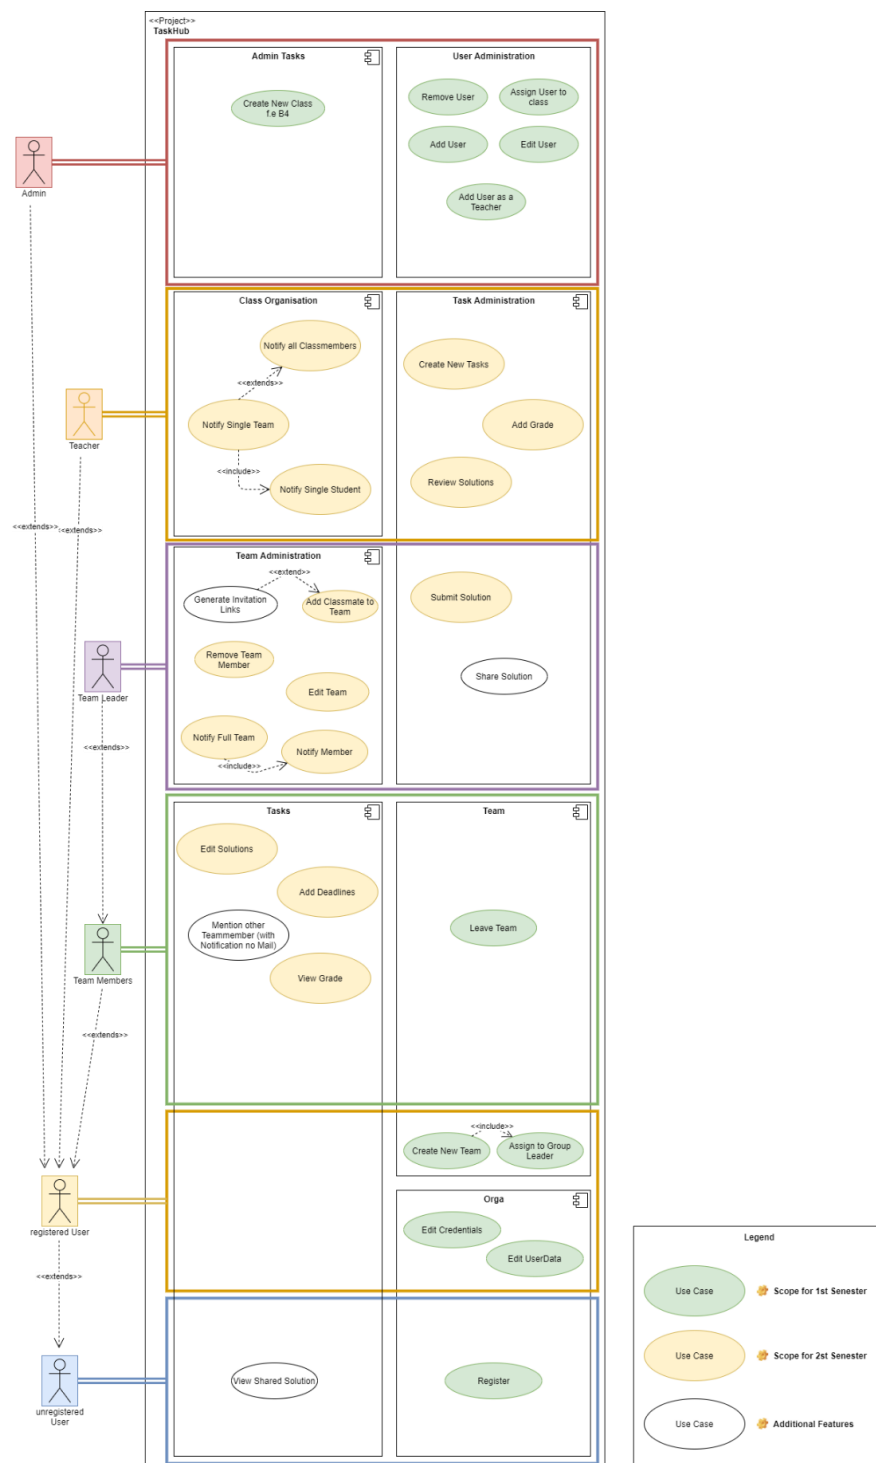 <<Project>>
TaskHub
Admin Tasks
Create New Class
f.e B4
User Administration
Remove User
Assign User to
class
Add User
Edit User
Add User as a
Teacher
Admin
Class Organisation
Notify all Classmembers
<<extends>>
Notify Single Team
<<include>>
Notify Single Student
Task Administration
Create New Tasks
Add Grade
Review Solutions
Teacher
<<extends>>
<<extends>>
Team Administration
<<extend>>
Generate Invitation
Links
Add Classmate to
Team
Remove Team
Member
Edit Team
Notify Full Team
Notify Member
<<include>>
Submit Solution
Share Solution
Team Leader
<<extends>>
Tasks
Edit Solutions
Add Deadlines
Mention other
Teammember (with
Notification no Mail)
View Grade
Team
Leave Team
Team Members
<<extends>>
<<include>>
Create New Team
Assign to Group
Leader
Orga
Edit Credentials
Edit UserData
registered User
<<extends>>
View Shared Solution
Register
unregistered
User
Legend
Use Case
Scope for 1st Senester
Use Case
Scope for 2st Senester
Use Case
Additional Features